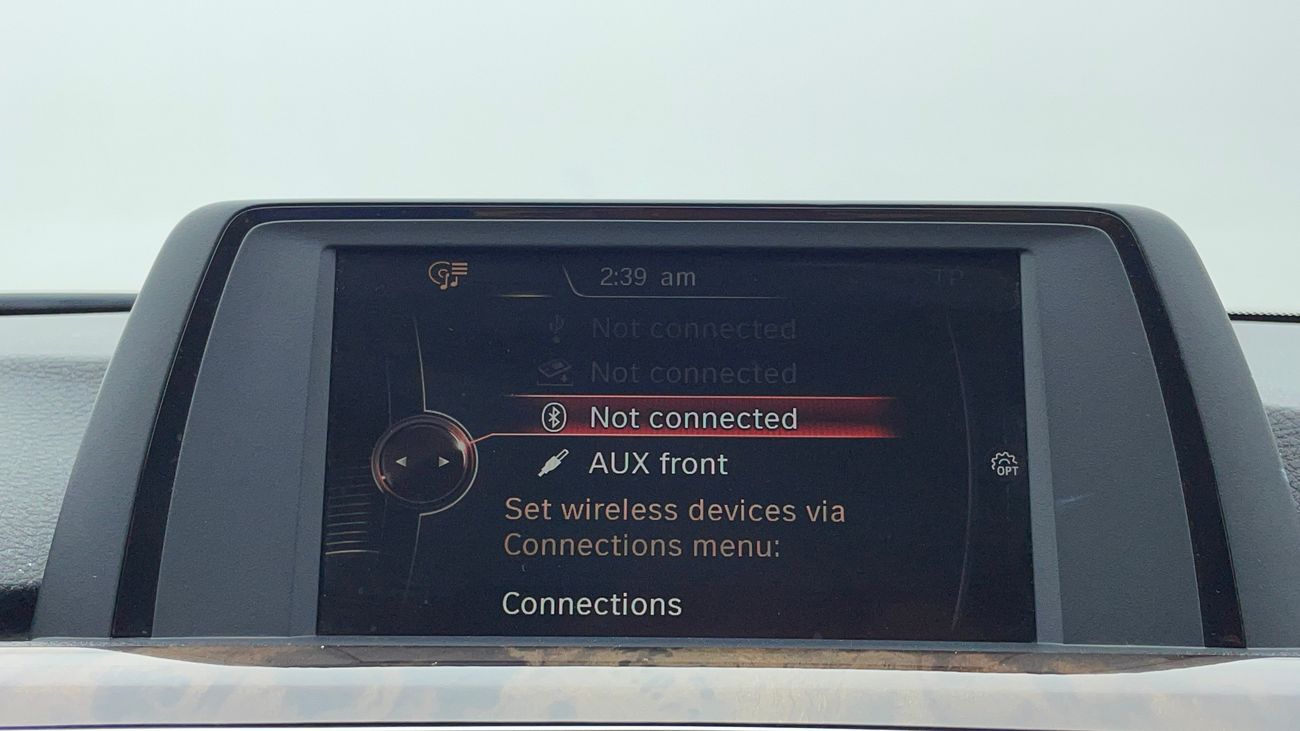 2:39 am
TP
Not connected
Not connected
Not connected
AUX front
OPT
Set wireless devices via
Connections menu:
Connections